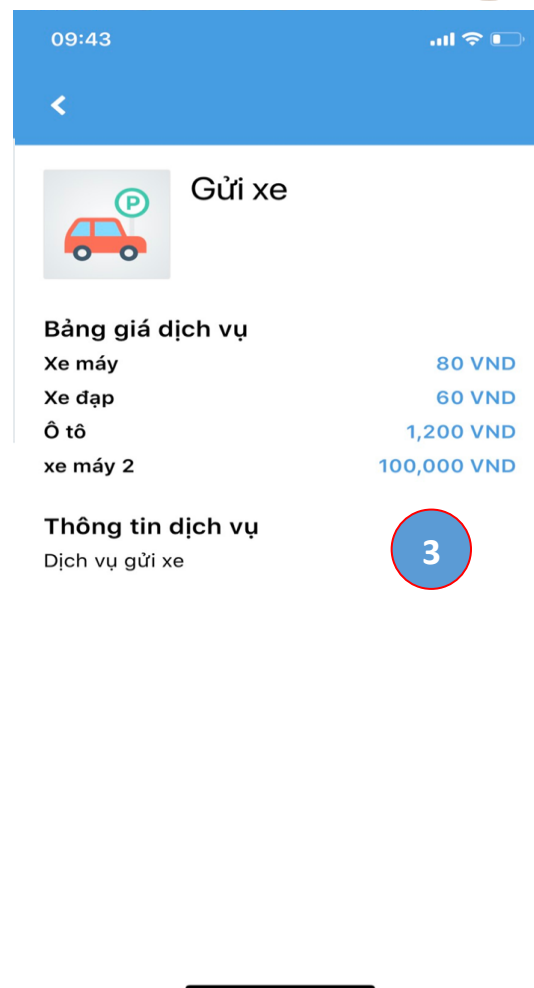 09:43
P
Gửi xe
Bảng giá dịch vụ
Xe máy 80 VND
Xe đạp 60 VND
Ô tô 1,200 VND
xe máy 2 100,000 VND
Thông tin dịch vụ
Dịch vụ gửi xe
3